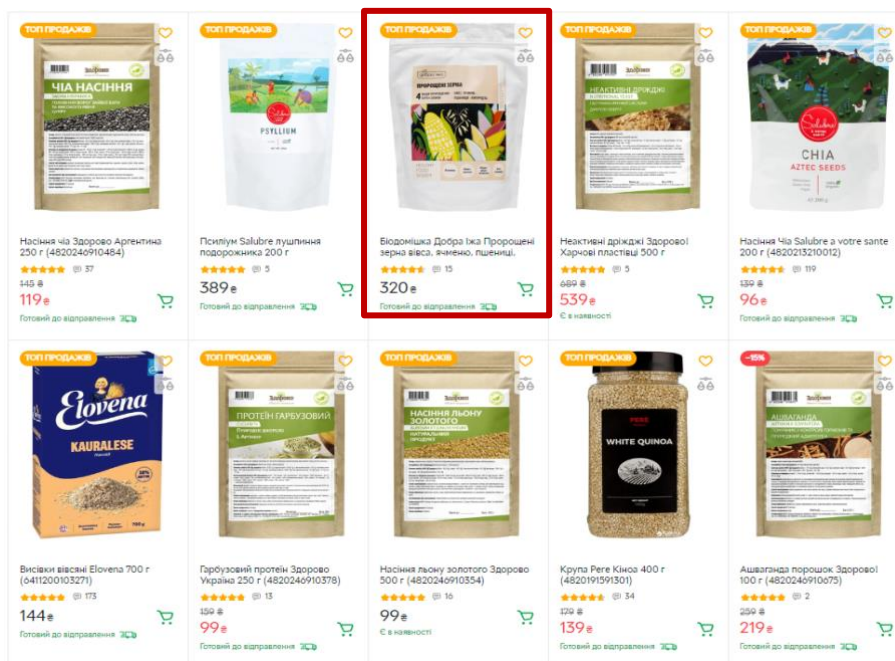 ТОП ПРОДАЖІВ
ТОП ПРОДАЖІВ
ТОП ПРОДАЖІВ
ТОП ПРОДАЖІВ
ТОП ПРОДАЖІВ
ЧІА НАСІННЯ
PSYLLIUM
ПРОРОЩЕНІ ЗЕРНА
НЕАКТИВНІ ДРІЖДЖІ
Salubre
CHIA
AZTEC SEEDS
Насіння чіа Здорово Аргентина
250 г (4820246910484)
37
145 ₴
119 ₴
Готовий до відправлення
Псиліум Salubre лушпиння
подорожника 200 г
5
389 ₴
Готовий до відправлення
Біодомішка Добра Їжа Пророщені
зерна вівса, ячменю, пшениці,
15
320 ₴
Готовий до відправлення
Неактивні дріжджі Здорово!
Харчові пластівці 500 г
5
689 ₴
539 ₴
Є в наявності
Насіння Чіа Salubre a votre sante
200 г (4820213210012)
119
139 ₴
96 ₴
Готовий до відправлення
ТОП ПРОДАЖІВ
ТОП ПРОДАЖІВ
ТОП ПРОДАЖІВ
ТОП ПРОДАЖІВ
-15%
Elovena
KAURALESE
ПРОТЕЇН ГАРБУЗОВИЙ
НАСІННЯ ЛЬОНУ
ЗОЛОТОГО
PERE
WHITE QUINOA
АШВАГАНДА
Висівки вівсяні Elovena 700 г
(6411200103271)
173
144 ₴
Готовий до відправлення
Гарбузовий протеїн Здорово
Україна 250 г (4820246910378)
13
159 ₴
99 ₴
Готовий до відправлення
Насіння льону золотого Здорово
500 г (4820246910354)
16
99 ₴
Є в наявності
Крупа Pere Кіноа 400 г
(4820191591301)
34
179 ₴
139 ₴
Готовий до відправлення
Ашваганда порошок Здорово!
100 г (4820246910675)
2
259 ₴
219 ₴
Готовий до відправлення